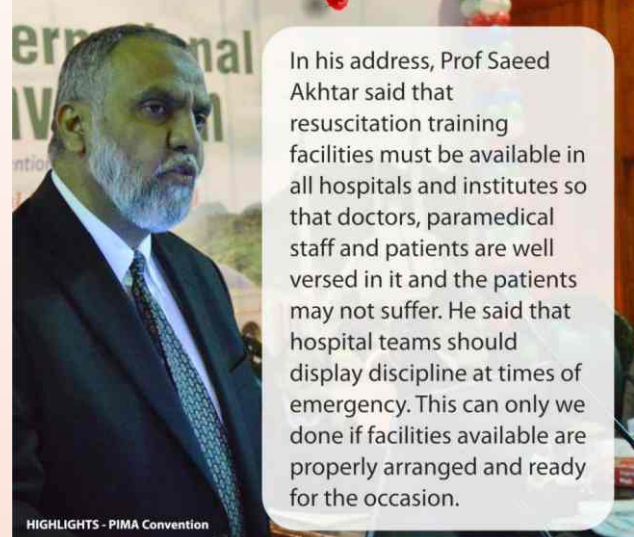 ernational
nv n
ntion
In his address, Prof Saeed
Akhtar said that
resuscitation training
facilities must be available in
all hospitals and institutes so
that doctors, paramedical
staff and patients are well
versed in it and the patients
may not suffer. He said that
hospital teams should
display discipline at times of
emergency. This can only we
done if facilities available are
properly arranged and ready
for the occasion.
HIGHLIGHTS - PIMA Convention